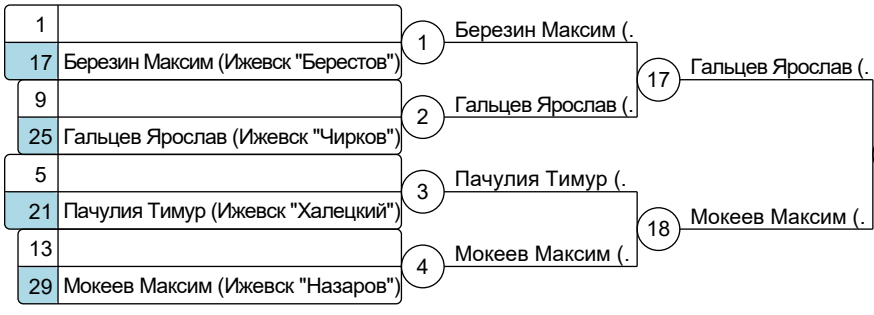 1
Березин Максим (.
17 Березин Максим (Ижевск "Берестов")
1
Гальцев Ярослав (.
17
9
2
Гальцев Ярослав (.
25 Гальцев Ярослав (Ижевск "Чирков")
5
Пачулия Тимур (.
3
21 Пачулия Тимур (Ижевск "Халецкий")
Мокеев Максим (.
18
13
Мокеев Максим (.
4
29 Мокеев Максим (Ижевск "Назаров")